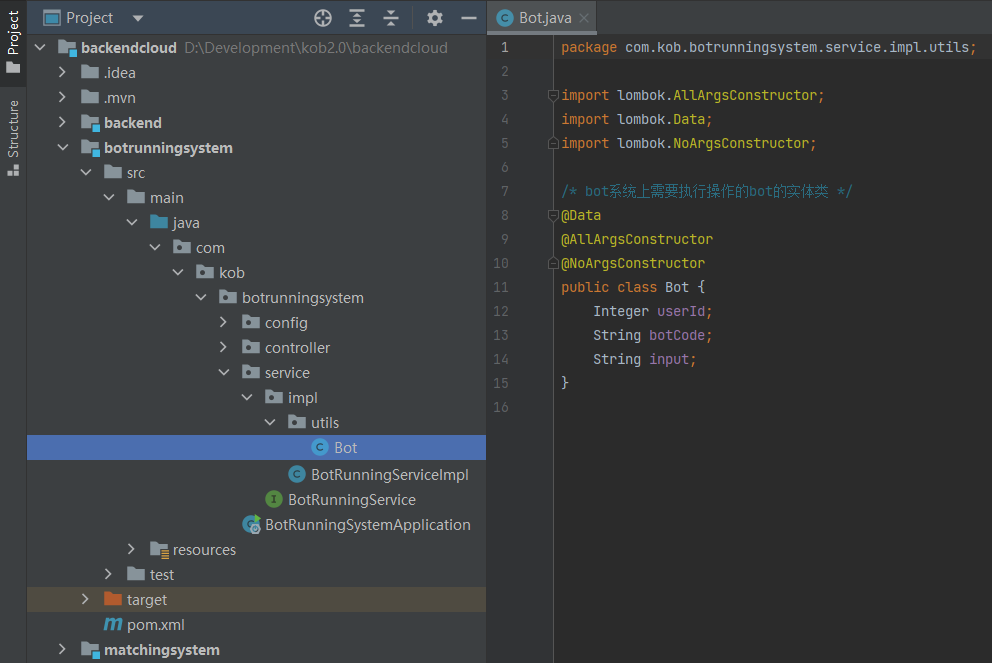 Project
Structure
Project
backendcloud D:\Development\kob2.0\backendcloud
.idea
.mvn
backend
botrunningsystem
src
main
java
com
kob
botrunningsystem
config
controller
service
impl
utils
C Bot
C BotRunningServiceImpl
I BotRunningService
C BotRunningSystemApplication
resources
test
target
m pom.xml
matchingsystem
C Bot.java
1 package com.kob.botrunningsystem.service.impl.utils;
2
3 import lombok.AllArgsConstructor;
4 import lombok.Data;
5 import lombok.NoArgsConstructor;
6
7 /* bot系统上需要执行操作的bot的实体类 */
8 @Data
9 @AllArgsConstructor
10 @NoArgsConstructor
11 public class Bot {
12 Integer userId;
13 String botCode;
14 String input;
15 }
16